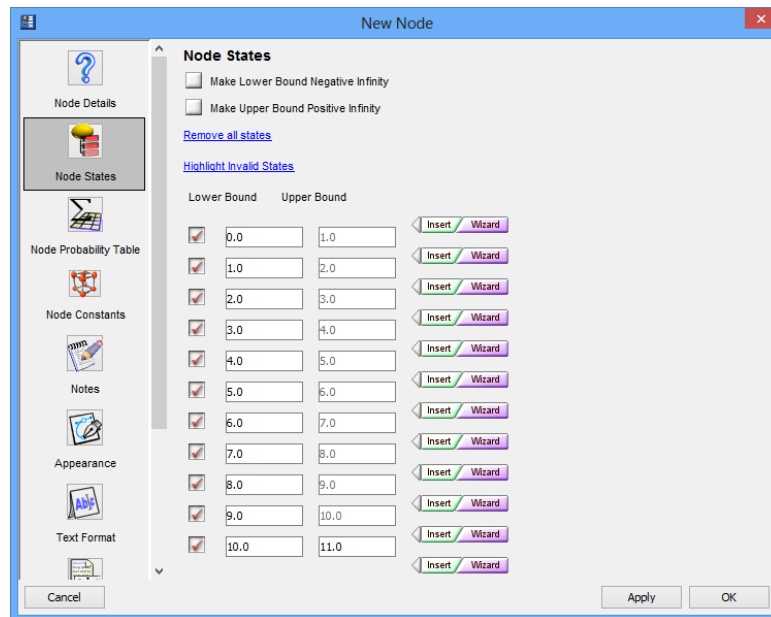 New Node
Node Details
Node States
Node Probability Table
Node Constants
Notes
Appearance
Text Format
Node States
Make Lower Bound Negative Infinity
Make Upper Bound Positive Infinity
Remove all states
Highlight Invalid States
Lower Bound Upper Bound
Insert Wizard
0.0 1.0
Insert Wizard
1.0 2.0
Insert Wizard
2.0 3.0
Insert Wizard
3.0 4.0
Insert Wizard
4.0 5.0
Insert Wizard
5.0 6.0
Insert Wizard
6.0 7.0
Insert Wizard
7.0 8.0
Insert Wizard
8.0 9.0
Insert Wizard
9.0 10.0
Insert Wizard
10.0 11.0
Insert Wizard
Cancel Apply OK